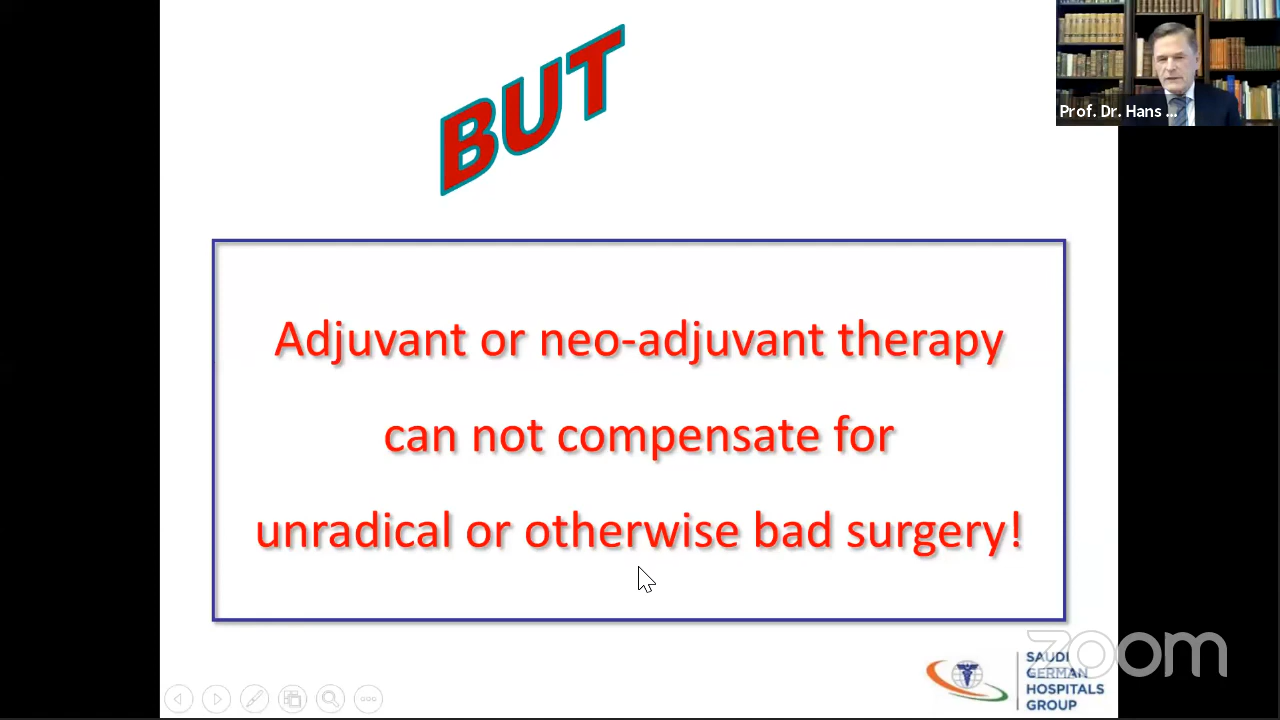 BUT
Prof. Dr. Hans ...
Adjuvant or neo-adjuvant therapy
can not compensate for
unradical or otherwise bad surgery!
zoom
SAUDI
GERMAN
HOSPITALS
GROUP